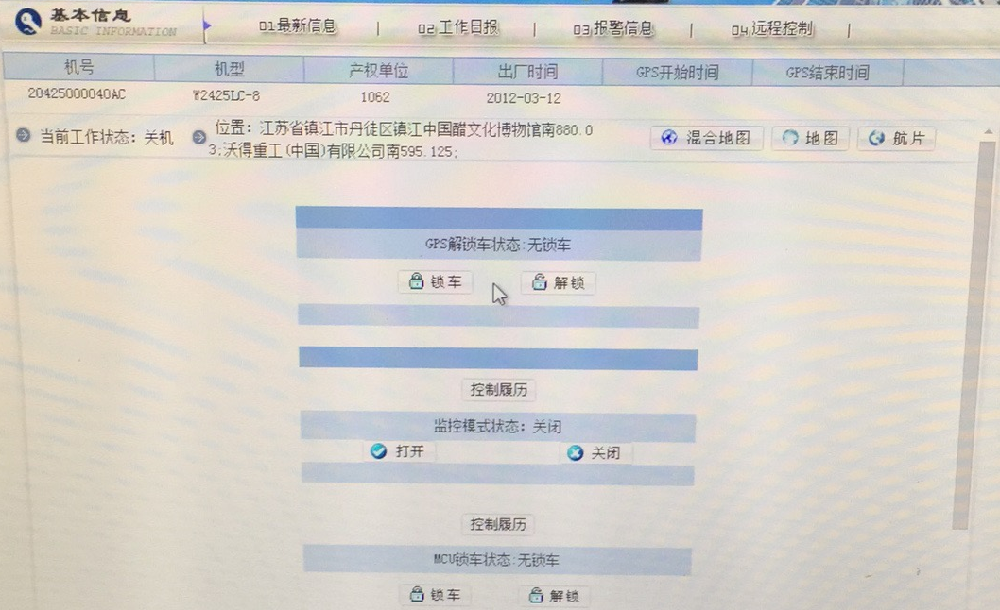 基本信息
BASIC INFORMATION
01最新信息 | 02工作日报 | 03报警信息 | 04远程控制 |
机号 机型 产权单位 出厂时间 GPS开始时间 GPS结束时间
20425000040AC W2425LC-8 1062 2012-03-12
当前工作状态：关机
位置：江苏省镇江市丹徒区镇江中国醋文化博物馆南880.0
3;沃得重工(中国)有限公司南595.125;
混合地图 地图 航片
GPS解锁车状态:无锁车
锁车 解锁
控制履历
监控模式状态：关闭
打开 关闭
控制履历
MCU锁车状态:无锁车
锁车 解锁